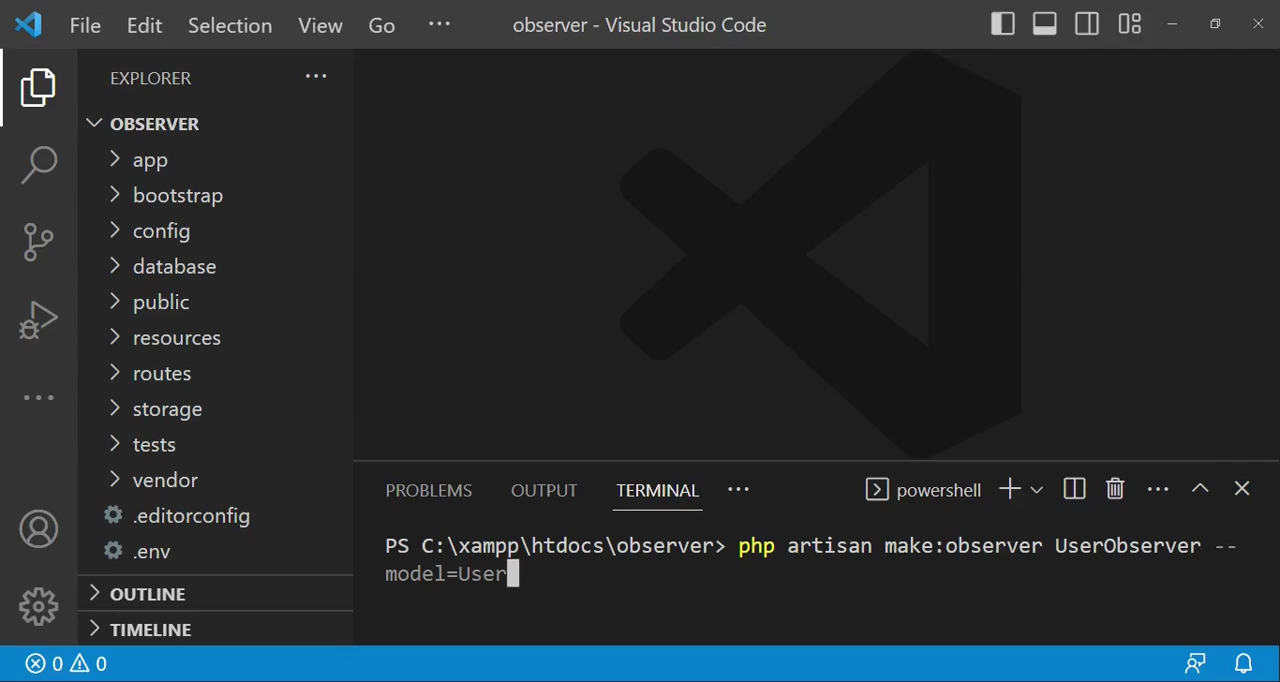 File Edit Selection View Go ··· observer - Visual Studio Code
EXPLORER ···
OBSERVER
app
bootstrap
config
database
public
resources
routes
storage
tests
vendor
.editorconfig
.env
OUTLINE
TIMELINE
PROBLEMS OUTPUT TERMINAL ··· powershell
PS C:\xampp\htdocs\observer> php artisan make:observer UserObserver --
model=User
0 0